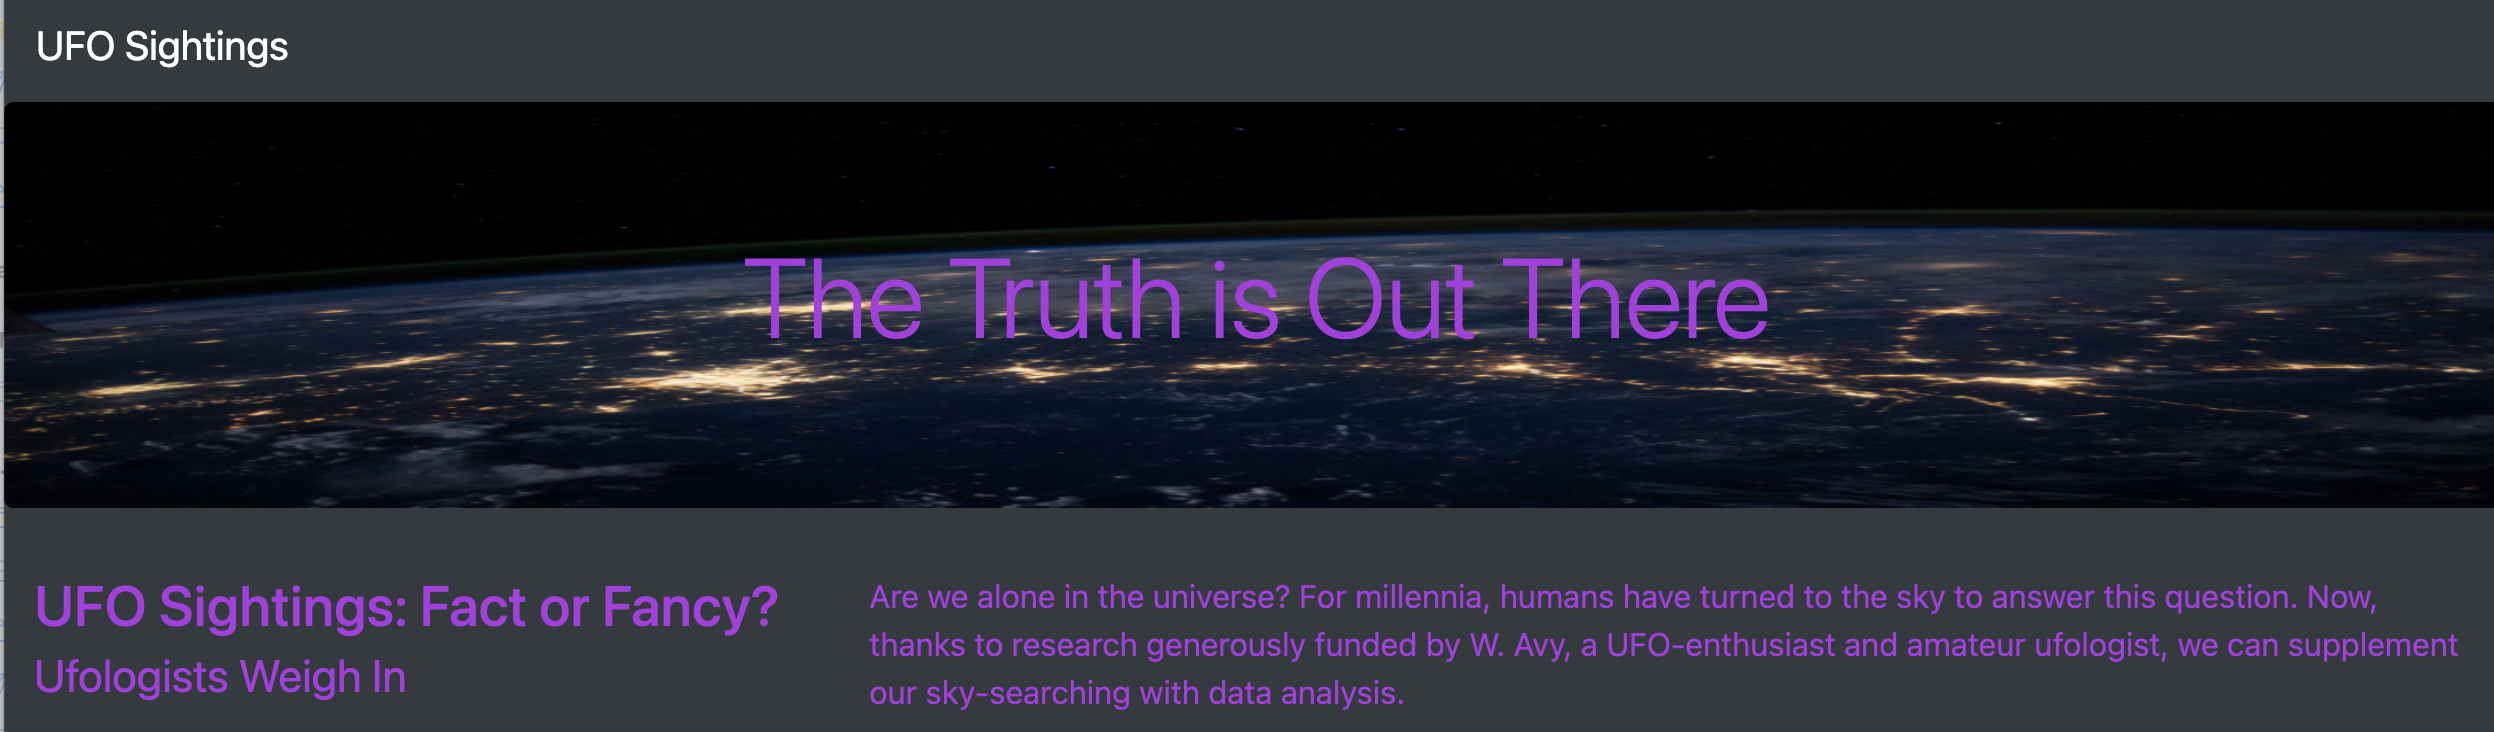 UFO Sightings
The Truth is Out There
UFO Sightings: Fact or Fancy?
Ufologists Weigh In
Are we alone in the universe? For millennia, humans have turned to the sky to answer this question. Now,
thanks to research generously funded by W. Avy, a UFO-enthusiast and amateur ufologist, we can supplement
our sky-searching with data analysis.